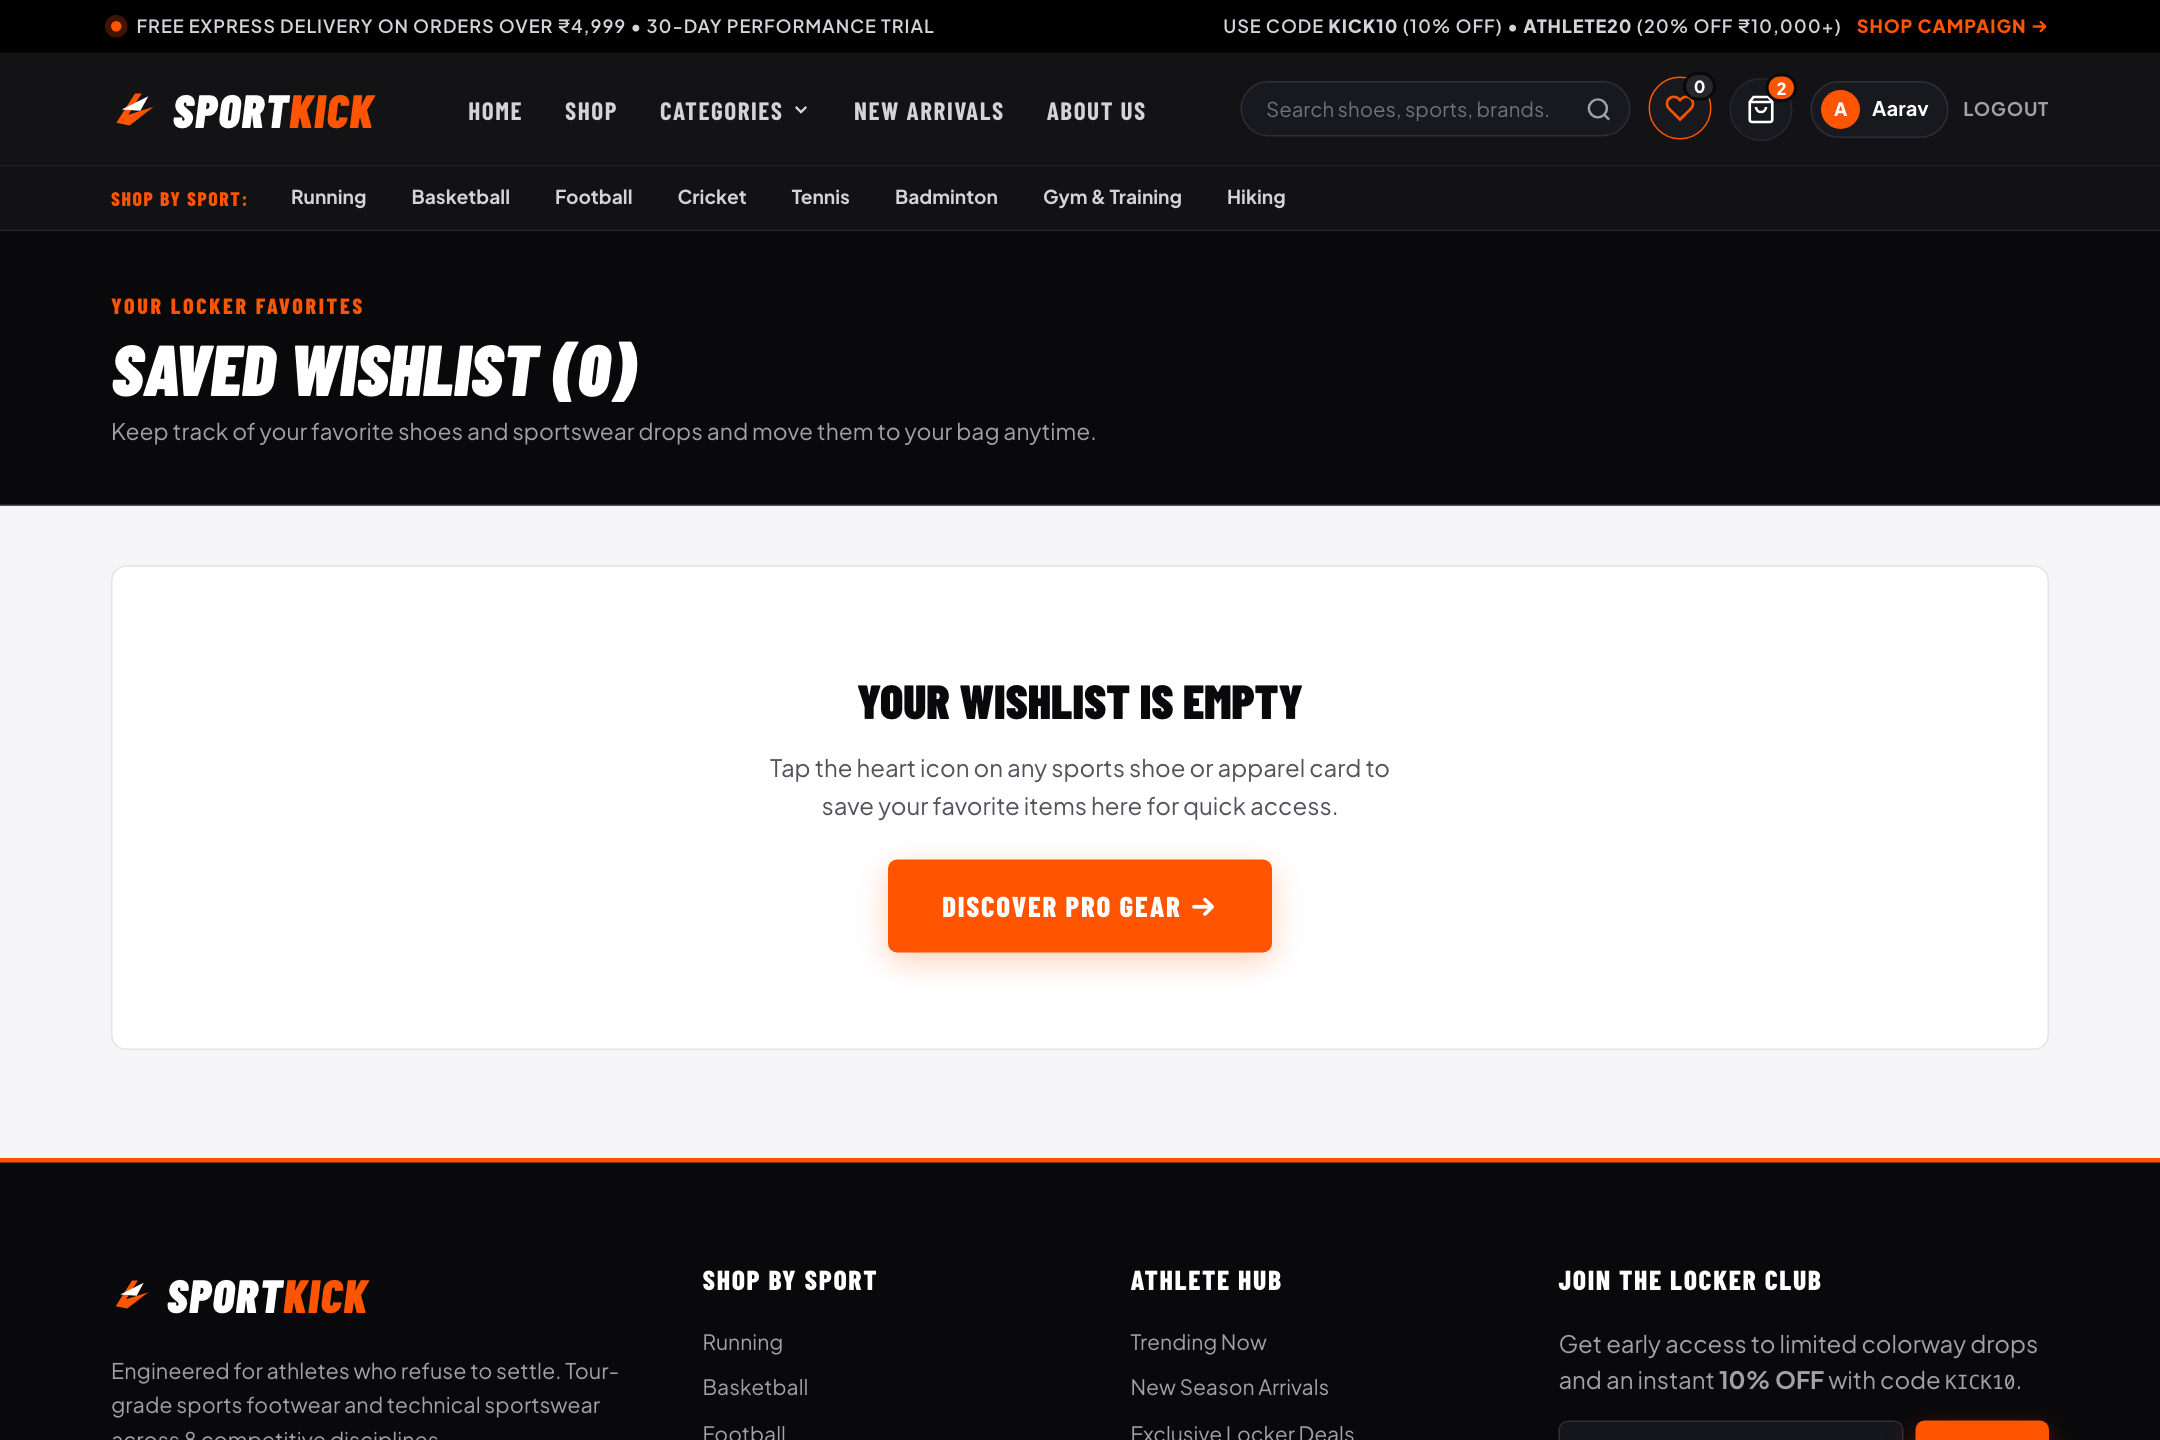 FREE EXPRESS DELIVERY ON ORDERS OVER ₹4,999 • 30-DAY PERFORMANCE TRIAL
USE CODE KICK10 (10% OFF) • ATHLETE20 (20% OFF ₹10,000+) SHOP CAMPAIGN →
SPORTKICK
HOME SHOP CATEGORIES NEW ARRIVALS ABOUT US
Search shoes, sports, brands.
0
2
A Aarav
LOGOUT
SHOP BY SPORT: Running Basketball Football Cricket Tennis Badminton Gym & Training Hiking
YOUR LOCKER FAVORITES
SAVED WISHLIST (0)
Keep track of your favorite shoes and sportswear drops and move them to your bag anytime.
YOUR WISHLIST IS EMPTY
Tap the heart icon on any sports shoe or apparel card to
save your favorite items here for quick access.
DISCOVER PRO GEAR →
SPORTKICK
Engineered for athletes who refuse to settle. Tour-
grade sports footwear and technical sportswear
across 8 competitive disciplines
SHOP BY SPORT
Running
Basketball
Football
ATHLETE HUB
Trending Now
New Season Arrivals
Exclusive Locker Deals
JOIN THE LOCKER CLUB
Get early access to limited colorway drops
and an instant 10% OFF with code KICK10.